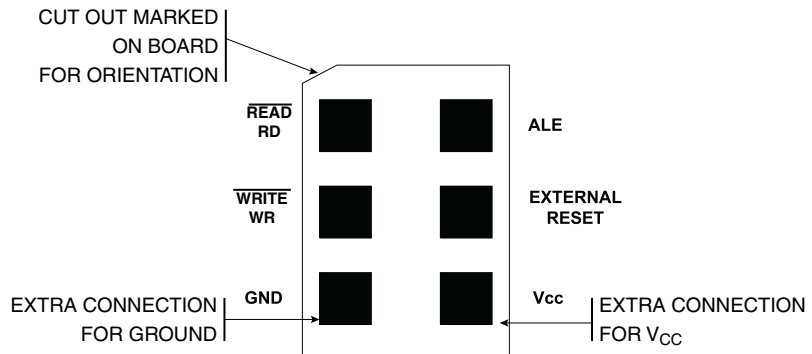 CUT OUT MARKED
ON BOARD
FOR ORIENTATION
READ
RD
ALE
WRITE
WR
EXTERNAL
RESET
GND
Vcc
EXTRA CONNECTION
FOR GROUND
EXTRA CONNECTION
FOR VCC